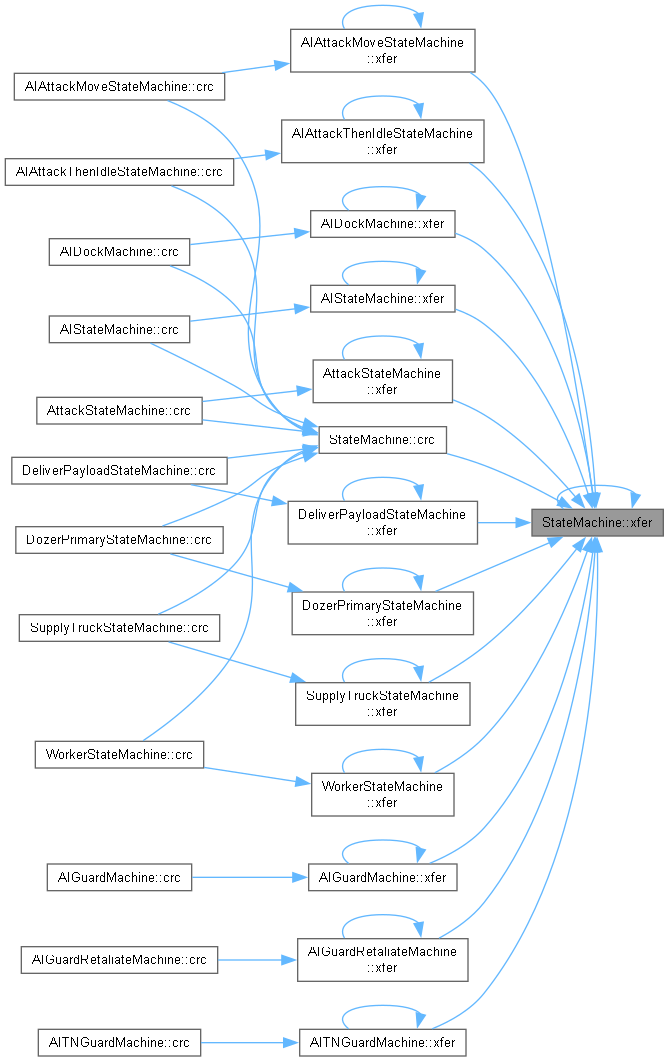 AIAttackMoveStateMachine
::xfer
AIAttackMoveStateMachine::crc
AIAttackThenIdleStateMachine
::xfer
AIAttackThenIdleStateMachine::crc
AIDockMachine::xfer
AIDockMachine::crc
AIStateMachine::xfer
AIStateMachine::crc
AttackStateMachine
::xfer
AttackStateMachine::crc
StateMachine::crc
DeliverPayloadStateMachine::crc
DeliverPayloadStateMachine
::xfer
StateMachine::xfer
DozerPrimaryStateMachine::crc
DozerPrimaryStateMachine
::xfer
SupplyTruckStateMachine::crc
SupplyTruckStateMachine
::xfer
WorkerStateMachine::crc
WorkerStateMachine
::xfer
AIGuardMachine::crc
AIGuardMachine::xfer
AIGuardRetaliateMachine
::xfer
AIGuardRetaliateMachine::crc
AITNGuardMachine::crc
AITNGuardMachine::xfer